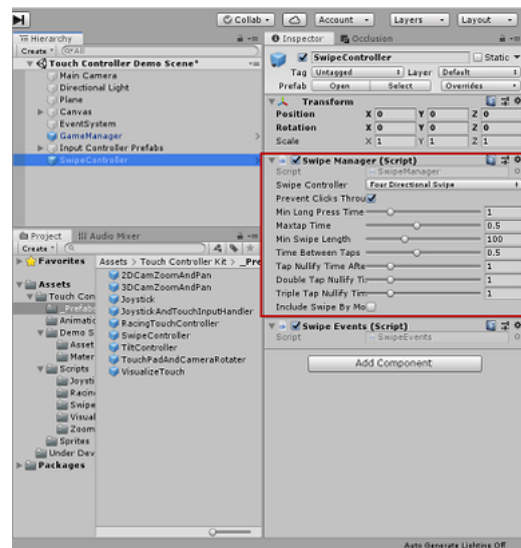 Collab
Account
Layers
Layout
Hierarchy
Create
All
Touch Controller Demo Scene*
Main Camera
Directional Light
Plane
Canvas
EventSystem
GameManager
Input Controller Prefabs
SwipeController
Project
Audio Mixer
Create
Favorites
Assets
Touch Con
_Prefab
Animatic
Demo S
Asset
Mater
Scripts
Joysti
Racin
Swipe
Visual
Zoom
Sprites
Under Dev
Packages
Assets > Touch Controller Kit > _Pre
2DCamZoomAndPan
3DCamZoomAndPan
Joystick
JoystickAndTouchInputHandler
RacingTouchController
SwipeController
TiltController
TouchPadAndCameraRotater
VisualizeTouch
Inspector
Occlusion
SwipeController
Static
Tag Untagged Layer Default
Prefab Open Select Overrides
Transform
Position X 0 Y 0 Z 0
Rotation X 0 Y 0 Z 0
Scale X 1 Y 1 Z 1
Swipe Manager (Script)
Script SwipeManager
Swipe Controller Four Directional Swipe
Prevent Clicks Throu
Min Long Press Time 1
Maxtap Time 0.5
Min Swipe Length 100
Time Between Taps 0.5
Tap Nullify Time Afte 1
Double Tap Nullify Ti 1
Triple Tap Nullify Tim 1
Include Swipe By Mo
Swipe Events (Script)
Script SwipeEvents
Add Component
Auto Generate Lighting Off